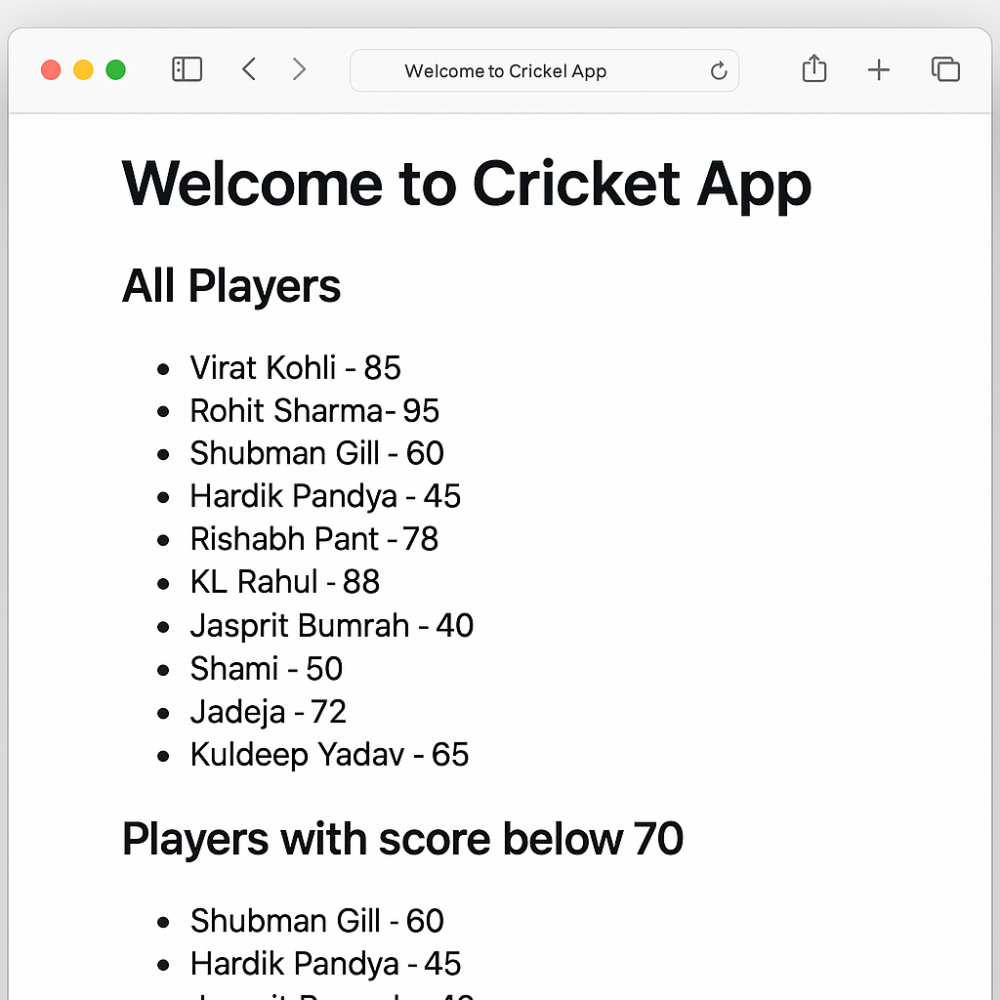 Welcome to Crickel App
Welcome to Cricket App
All Players
• Virat Kohli - 85
• Rohit Sharma- 95
• Shubman Gill - 60
• Hardik Pandya - 45
• Rishabh Pant - 78
• KL Rahul - 88
• Jasprit Bumrah - 40
• Shami - 50
• Jadeja - 72
• Kuldeep Yadav - 65
Players with score below 70
• Shubman Gill - 60
• Hardik Pandya - 45